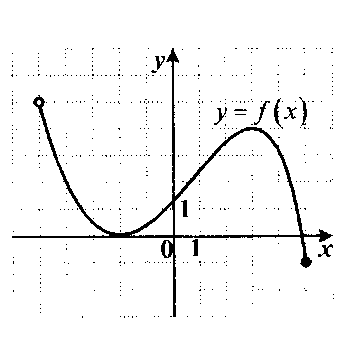 y
y = f(x)
1
0 1 x